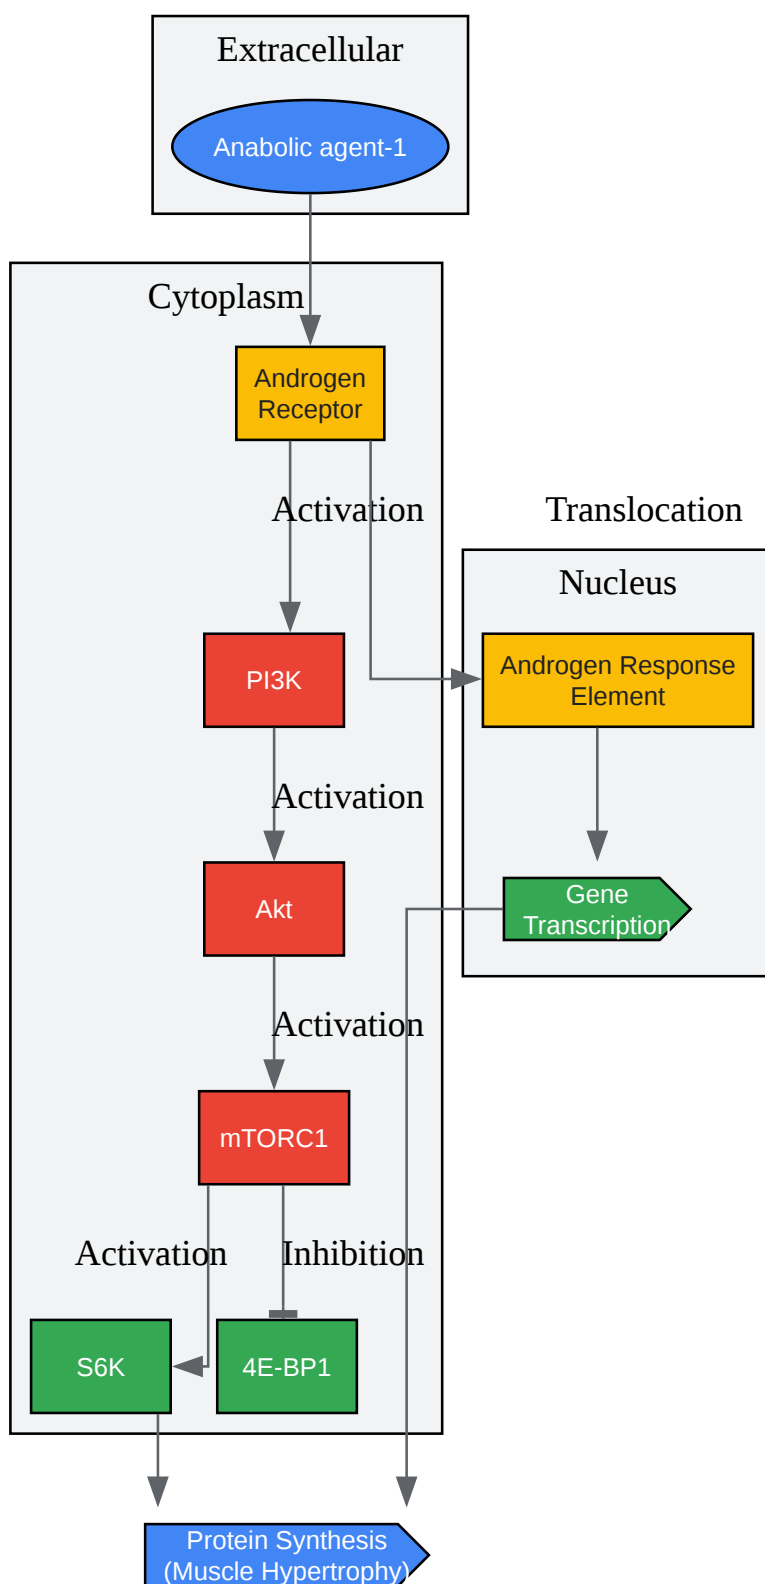 Extracellular
Anabolic agent-1
Cytoplasm
Androgen
Receptor
Activation
Translocation
Nucleus
PI3K
Androgen Response
Element
Activation
Akt
Gene
Transcription
Activation
mTORC1
Activation
Inhibition
S6K
4E-BP1
Protein Synthesis
(Muscle Hypertrophy)